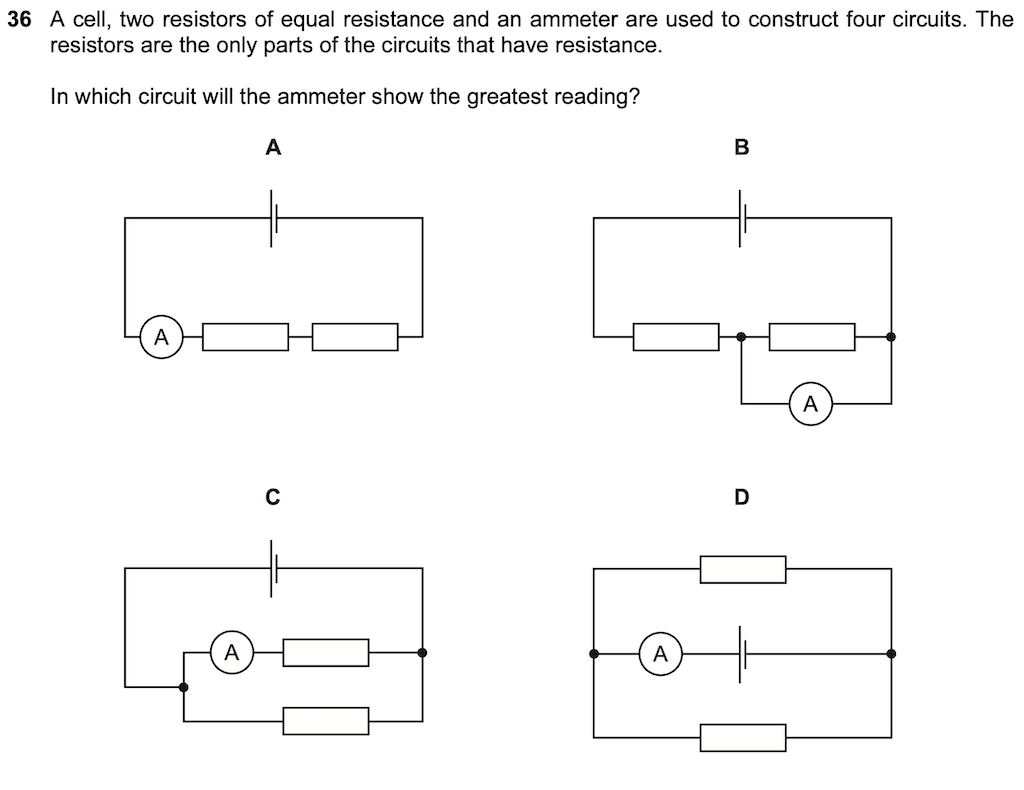 36 A cell, two resistors of equal resistance and an ammeter are used to construct four circuits. The
resistors are the only parts of the circuits that have resistance.
In which circuit will the ammeter show the greatest reading?
A
B
A
A
C
D
A
A